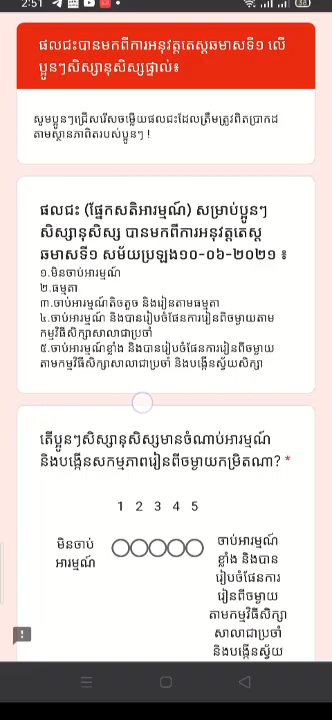 2:51
38
ផលជះបានមកពីការអនុវត្តតេស្តឆមាសទី១ លើ
ប្អូនៗសិស្សានុសិស្សផ្ទាល់៖
សូមប្អូនៗជ្រើសរើសចម្លើយផលជះដែលត្រឹមត្រូវពិតប្រាកដ
តាមស្ថានភាពិតរបស់ប្អូនៗ !
ផលជះ (ផ្នែកសតិអារម្មណ៍) សម្រាប់ប្អូនៗ
សិស្សានុសិស្ស បានមកពីការអនុវត្តតេស្ត
ឆមាសទី១ សម័យប្រឡង១០-០៦-២០២១ ៖
១.មិនចាប់អារម្មណ៍
២.ធម្មតា
៣.ចាប់អារម្មណ៍តិចតួច និងរៀនតាមធម្មតា
៤.ចាប់អារម្មណ៍ និងបានរៀបចំផែនការរៀនពីចម្ងាយតាម
កម្មវិធីសិក្សាសាលាជាប្រចាំ
៥.ចាប់អារម្មណ៍ខ្លាំង និងបានរៀបចំផែនការរៀនពីចម្ងាយ
តាមកម្មវិធីសិក្សាសាលាជាប្រចាំ និងបង្កើនស្វ័យសិក្សា
តើប្អូនៗសិស្សានុសិស្សមានចំណាប់អារម្មណ៍
និងបង្កើនសកម្មភាពរៀនពីចម្ងាយកម្រិតណា? *
1 2 3 4 5
មិនចាប់
អារម្មណ៍
ចាប់អារម្មណ៍
ខ្លាំង និងបាន
រៀបចំផែនការ
រៀនពីចម្ងាយ
តាមកម្មវិធីសិក្សា
សាលាជាប្រចាំ
និងបង្កើនស្វ័យ